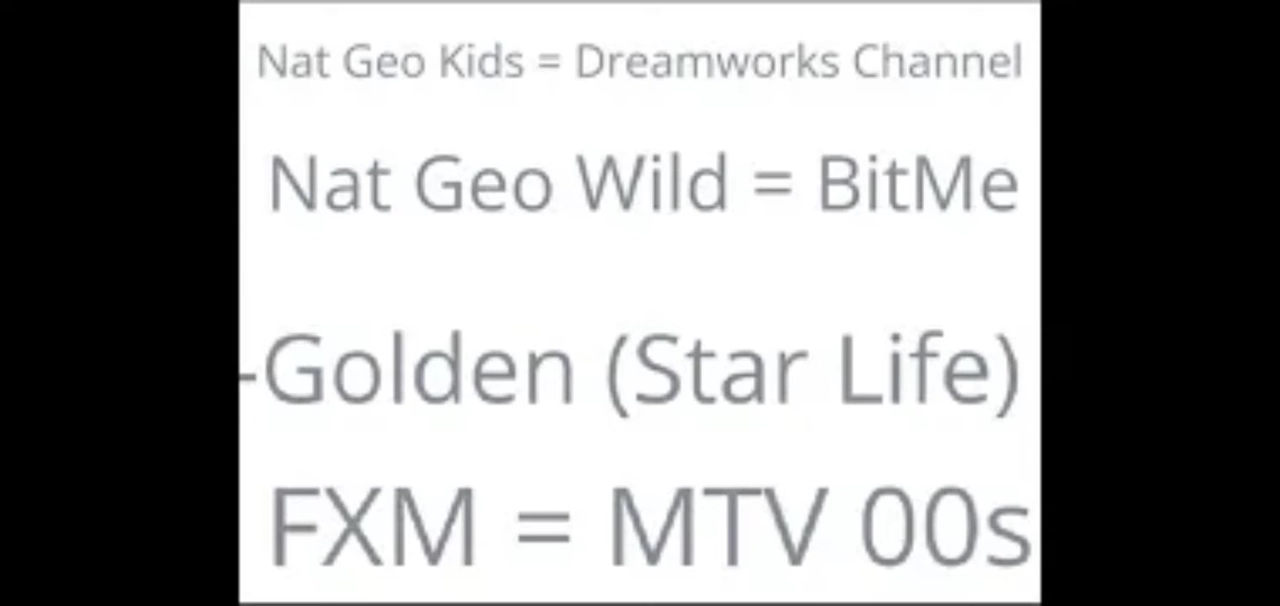 Nat Geo Kids = Dreamworks Channel
Nat Geo Wild = BitMe
-Golden (Star Life)
FXM = MTV 00s